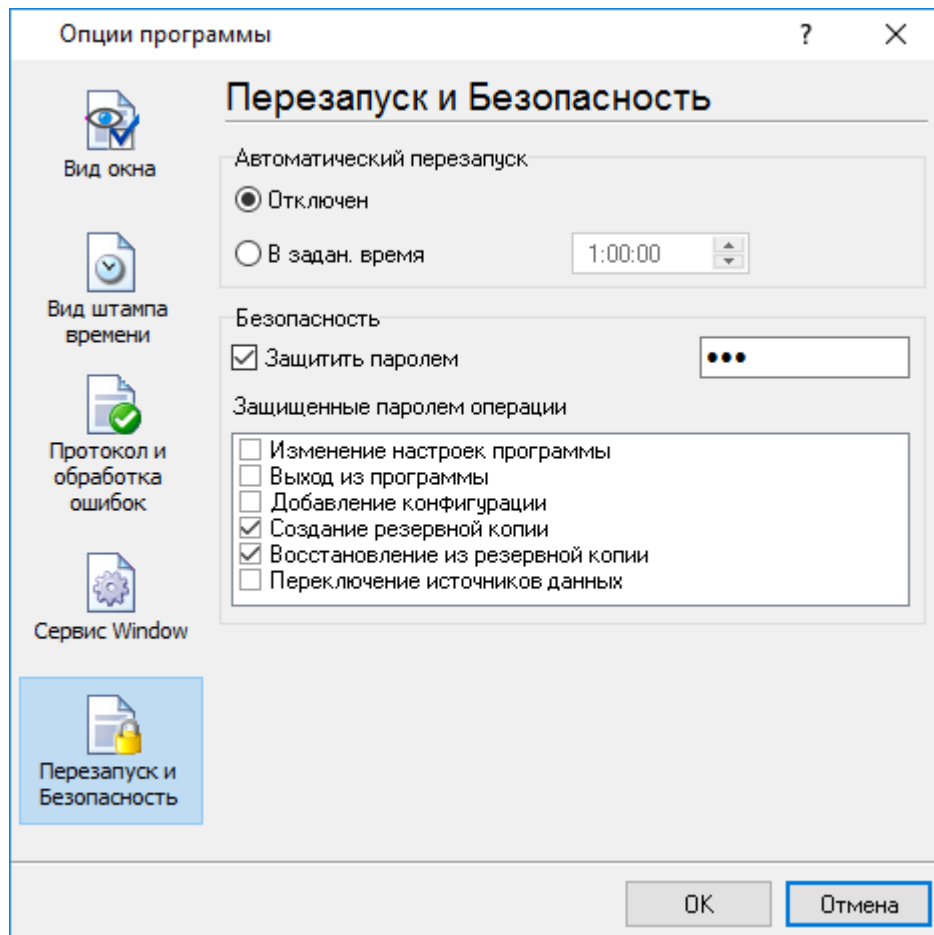 Опции программы
?
Вид окна
Вид штампа
времени
Протокол и
обработка
ошибок
Сервис Window
Перезапуск и
Безопасность
Перезапуск и Безопасность
Автоматический перезапуск
Отключен
В задан. время
1:00:00
Безопасность
Защитить паролем
•••
Защищенные паролем операции
Изменение настроек программы
Выход из программы
Добавление конфигурации
Создание резервной копии
Восстановление из резервной копии
Переключение источников данных
OK
Отмена